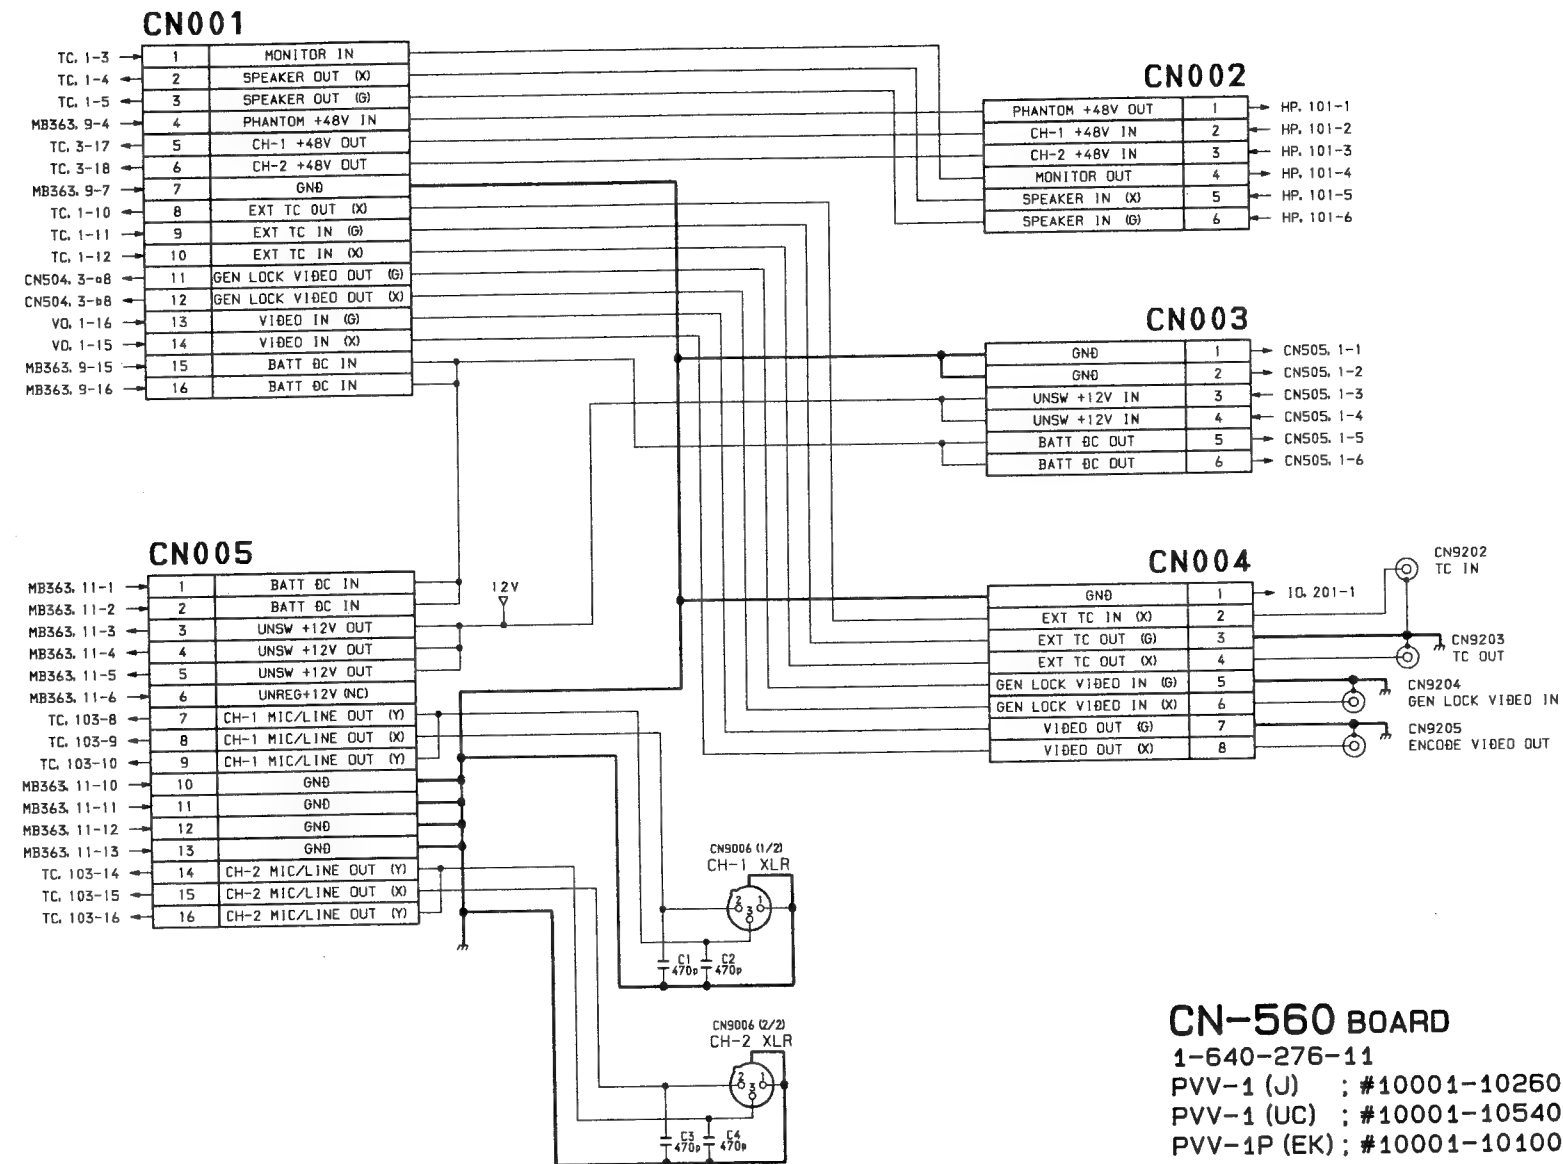 CN001
TC. 1-3 1 MONITOR IN
TC. 1-4 2 SPEAKER OUT (X)
TC. 1-5 3 SPEAKER OUT (G)
MB363. 9-4 4 PHANTOM +48V IN
TC. 3-17 5 CH-1 +48V OUT
TC. 3-18 6 CH-2 +48V OUT
MB363. 9-7 7 GND
TC. 1-10 8 EXT TC OUT (X)
TC. 1-11 9 EXT TC IN (G)
TC. 1-12 10 EXT TC IN (X)
CN504. 3-a8 11 GEN LOCK VIDEO OUT (G)
CN504. 3-b8 12 GEN LOCK VIDEO OUT (X)
VO. 1-16 13 VIDEO IN (G)
VO. 1-15 14 VIDEO IN (X)
MB363. 9-15 15 BATT DC IN
MB363. 9-16 16 BATT DC IN
CN002
PHANTOM +48V OUT 1 HP. 101-1
CH-1 +48V IN 2 HP. 101-2
CH-2 +48V IN 3 HP. 101-3
MONITOR OUT 4 HP. 101-4
SPEAKER IN (X) 5 HP. 101-5
SPEAKER IN (G) 6 HP. 101-6
CN003
GND 1 CN505. 1-1
GND 2 CN505. 1-2
UNSW +12V IN 3 CN505. 1-3
UNSW +12V IN 4 CN505. 1-4
BATT DC OUT 5 CN505. 1-5
BATT DC OUT 6 CN505. 1-6
CN005
MB363. 11-1 1 BATT DC IN
MB363. 11-2 2 BATT DC IN
MB363. 11-3 3 UNSW +12V OUT
MB363. 11-4 4 UNSW +12V OUT
MB363. 11-5 5 UNSW +12V OUT
MB363. 11-6 6 UNREG+12V (NC)
TC. 103-8 7 CH-1 MIC/LINE OUT (Y)
TC. 103-9 8 CH-1 MIC/LINE OUT (X)
TC. 103-10 9 CH-1 MIC/LINE OUT (Y)
MB363. 11-10 10 GND
MB363. 11-11 11 GND
MB363. 11-12 12 GND
MB363. 11-13 13 GND
TC. 103-14 14 CH-2 MIC/LINE OUT (Y)
TC. 103-15 15 CH-2 MIC/LINE OUT (X)
TC. 103-16 16 CH-2 MIC/LINE OUT (Y)
12V
CN004
GND 1 IO. 201-1
EXT TC IN (X) 2
EXT TC OUT (G) 3
EXT TC OUT (X) 4
GEN LOCK VIDEO IN (G) 5
GEN LOCK VIDEO IN (X) 6
VIDEO OUT (G) 7
VIDEO OUT (X) 8
CN9202
TC IN
CN9203
TC OUT
CN9204
GEN LOCK VIDEO IN
CN9205
ENCODE VIDEO OUT
CN9006 (1/2)
CH-1 XLR
2 3 1
C1
470p
C2
470p
CN9006 (2/2)
CH-2 XLR
2 3 1
C3
470p
C4
470p
CN-560 BOARD
1-640-276-11
PVV-1 (J) ; #10001-10260
PVV-1 (UC) ; #10001-10540
PVV-1P (EK) ; #10001-10100